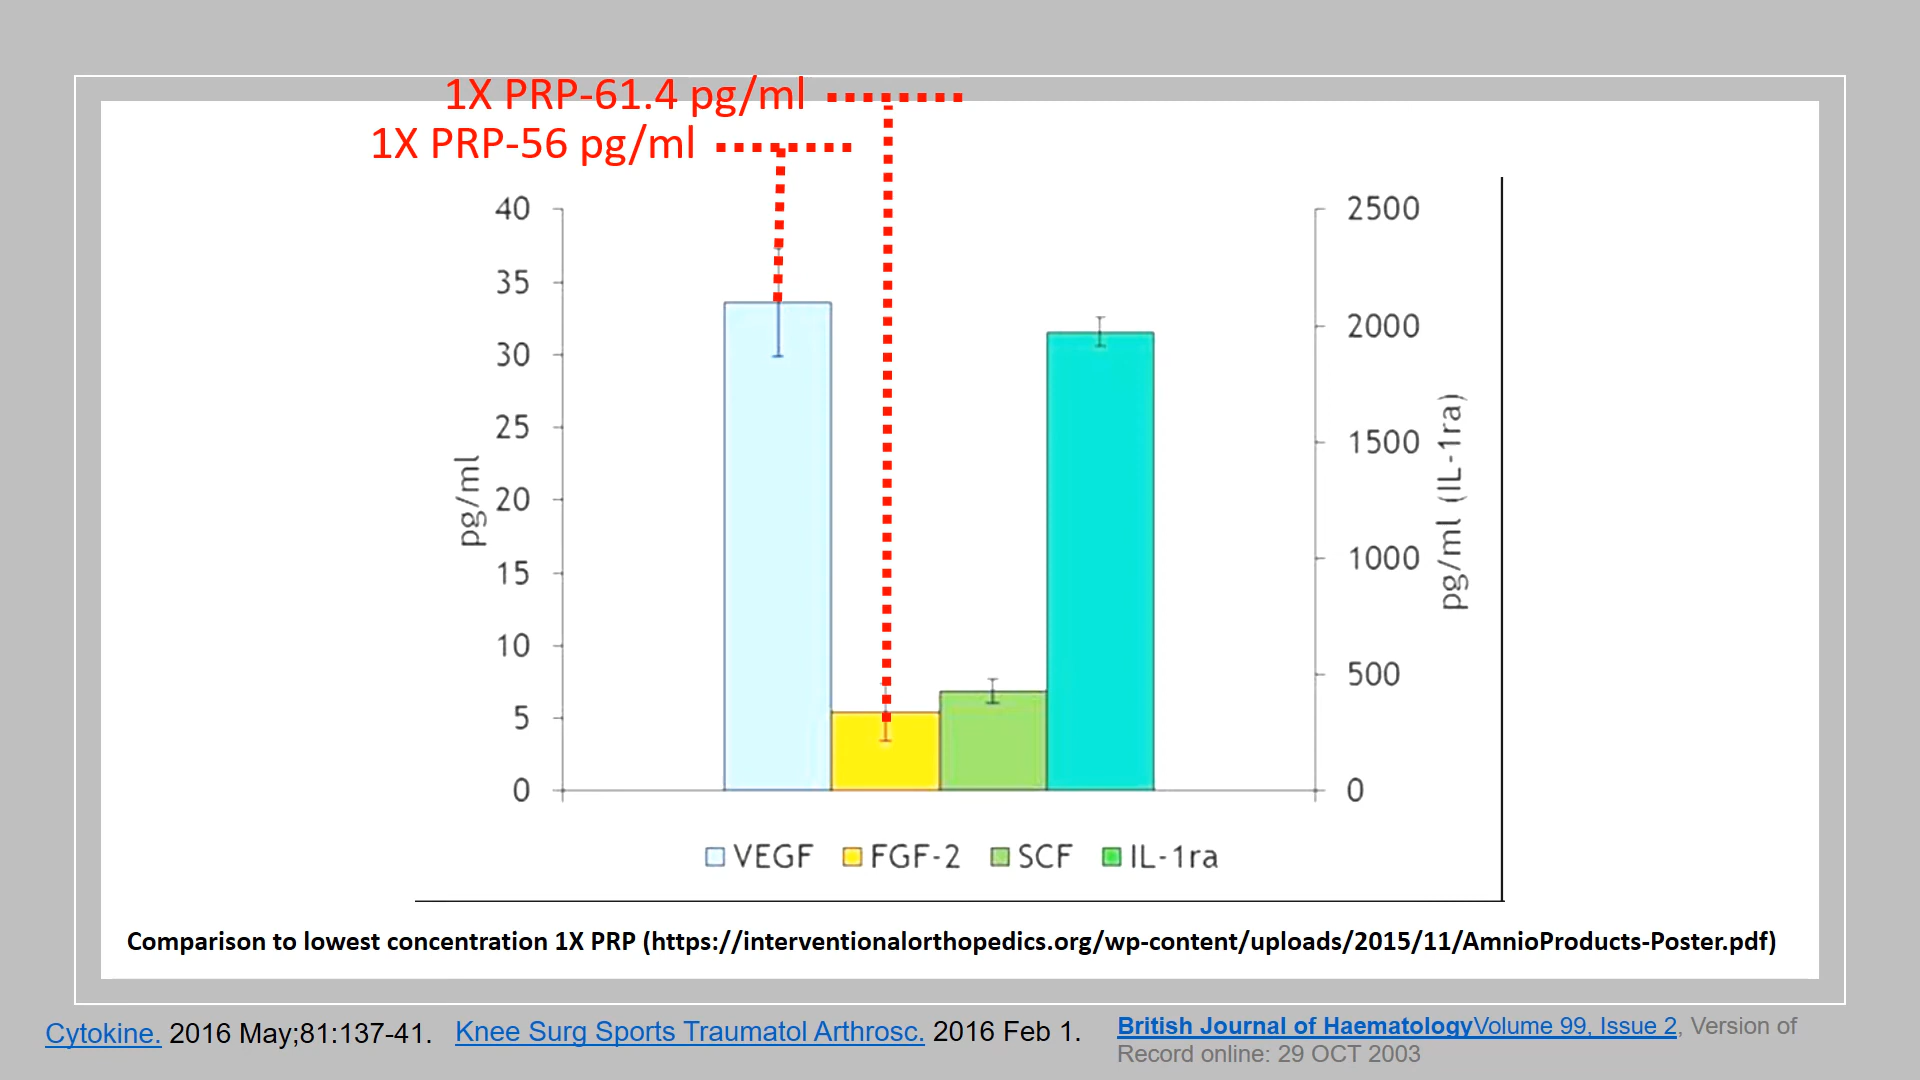 1X PRP-61.4 pg/ml
1X PRP-56 pg/ml
40
35
30
25
20
15
10
5
0
pg/ml
2500
2000
1500
1000
500
0
pg/ml (IL-1ra)
VEGF FGF-2 SCF IL-1ra
Comparison to lowest concentration 1X PRP (https://interventionalorthopedics.org/wp-content/uploads/2015/11/AmnioProducts-Poster.pdf)
Cytokine. 2016 May;81:137-41.
Knee Surg Sports Traumatol Arthrosc. 2016 Feb 1.
British Journal of HaematologyVolume 99, Issue 2, Version of
Record online: 29 OCT 2003